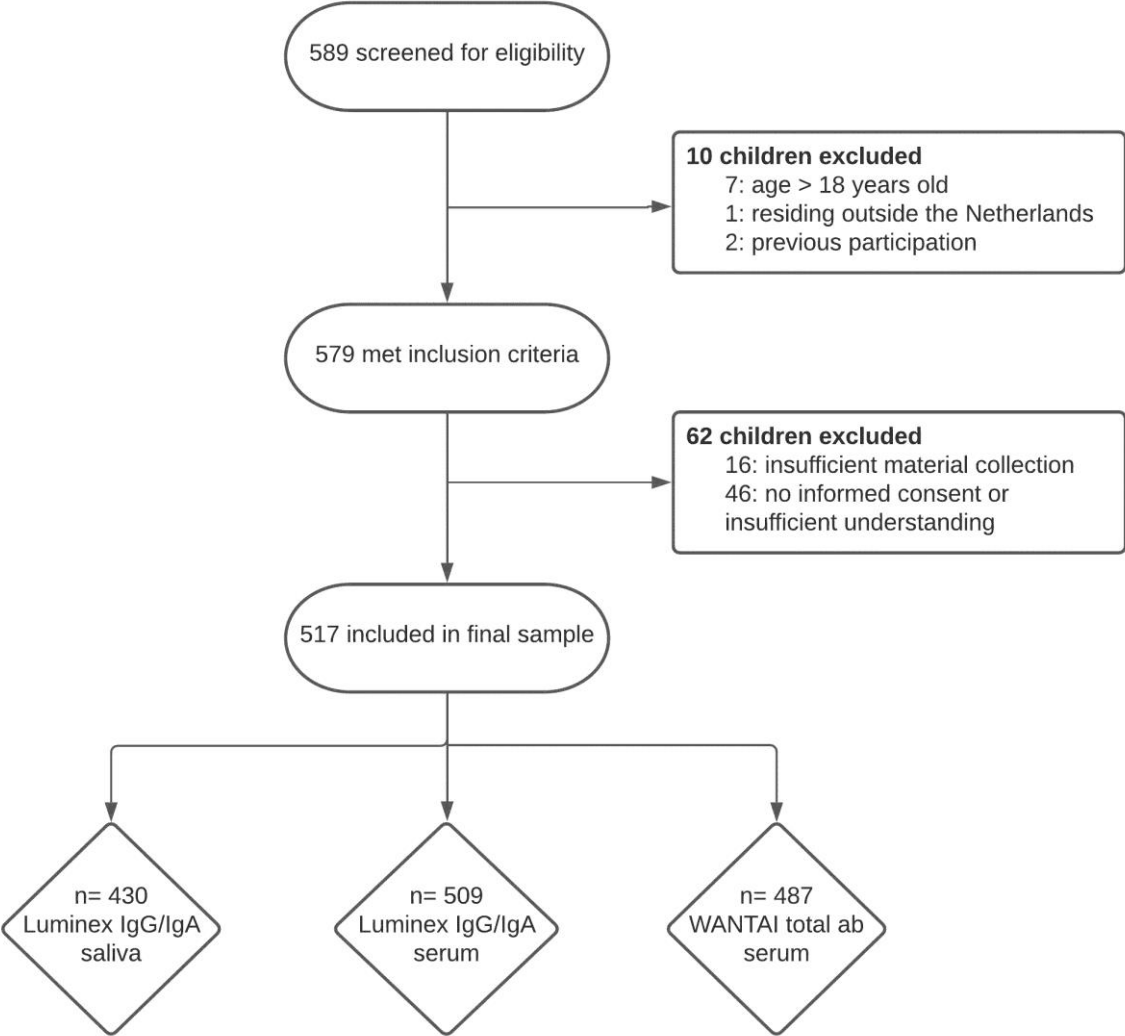 589 screened for eligibility
10 children excluded
7: age > 18 years old
1: residing outside the Netherlands
2: previous participation
579 met inclusion criteria
62 children excluded
16: insufficient material collection
46: no informed consent or
insufficient understanding
517 included in final sample
n= 430
Luminex IgG/IgA
saliva
n= 509
Luminex IgG/IgA
serum
n= 487
WANTAI total ab
serum